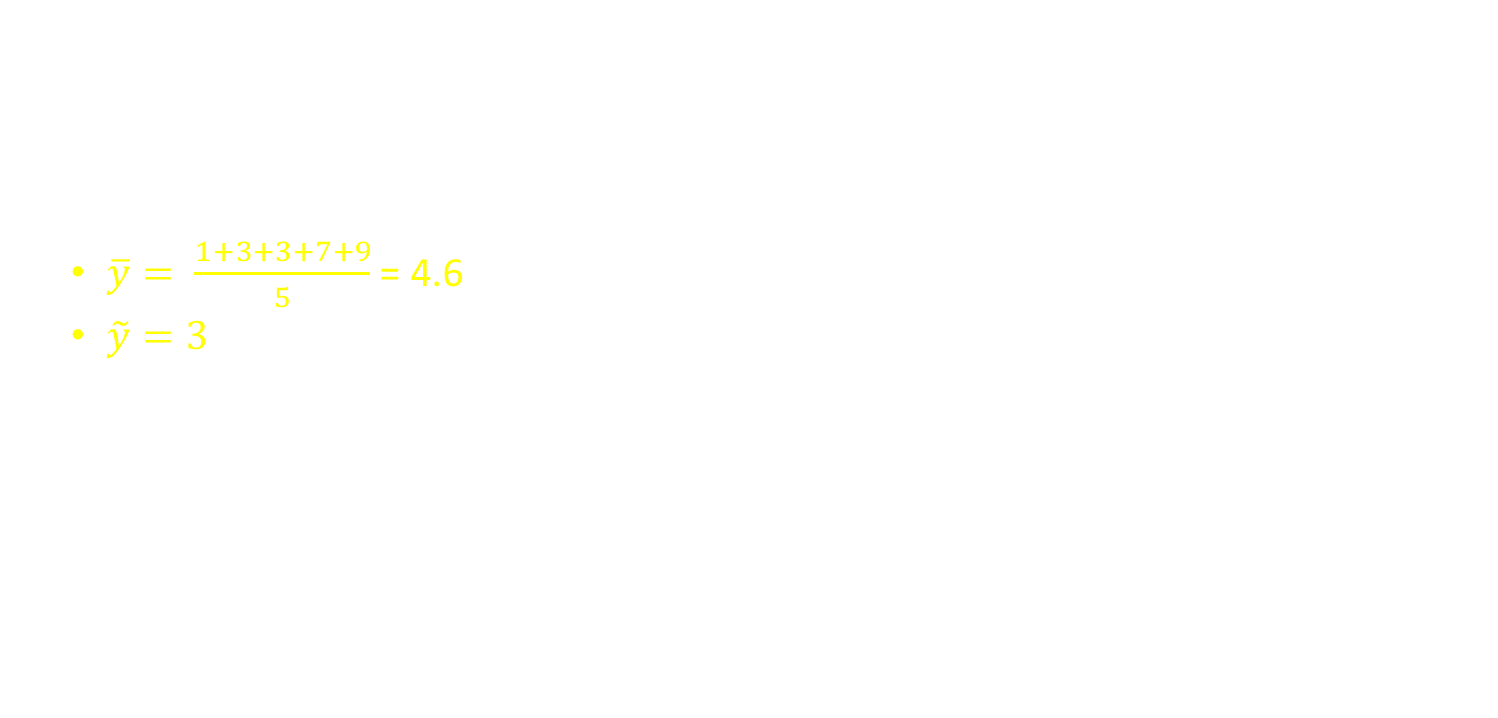 • ȳ = 1+3+3+7+9/5 = 4.6
• ỹ = 3